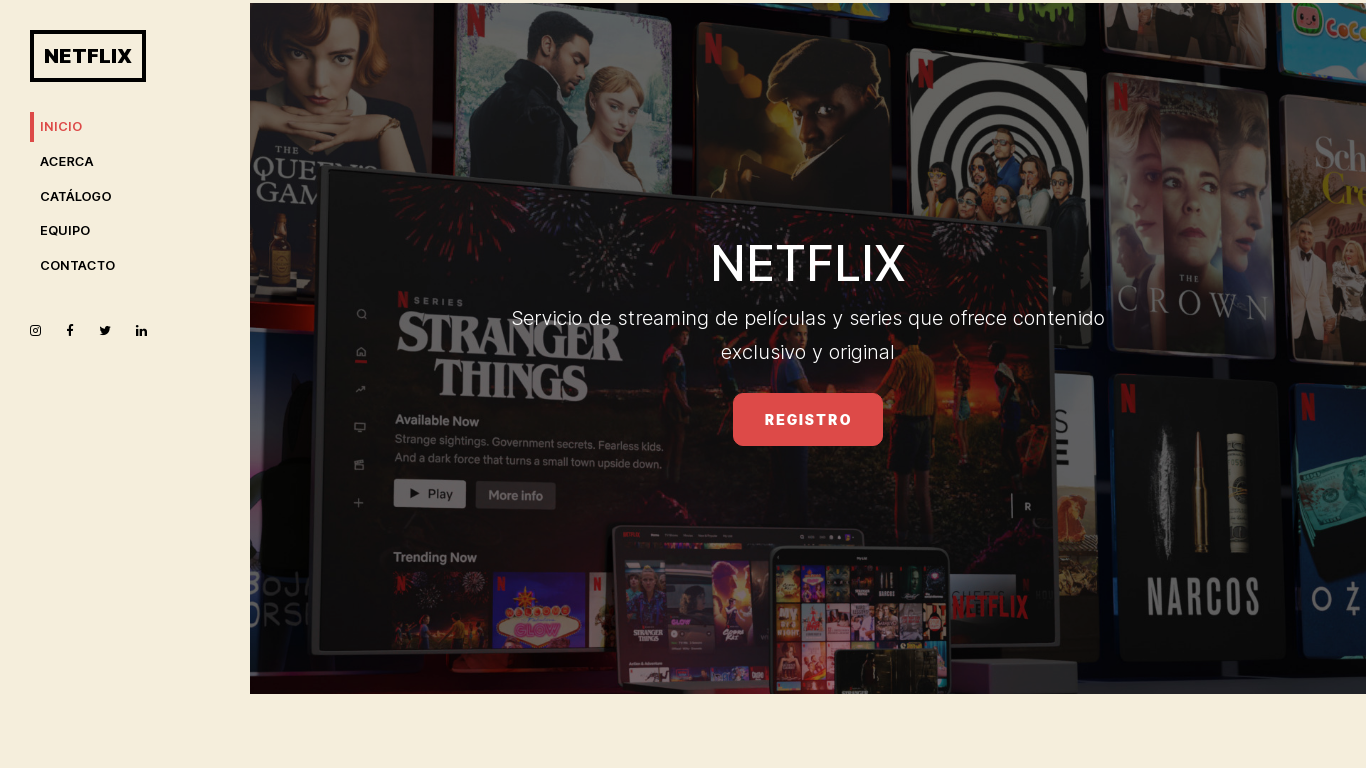 NETFLIX
INICIO
ACERCA
CATÁLOGO
EQUIPO
CONTACTO
NETFLIX
Servicio de streaming de películas y series que ofrece contenido
exclusivo y original
REGISTRO
THE
QUEEN'S
GAM
SERIES
STRANGER
THINGS
Available Now
Strange sightings. Government secrets. Fearless kids.
And a dark force that turns a small town upside down.
Play
More info
R
Trending Now
GLOW
STRANGER
THINGS
NETFLIX
THE
CROWN
NARCOS